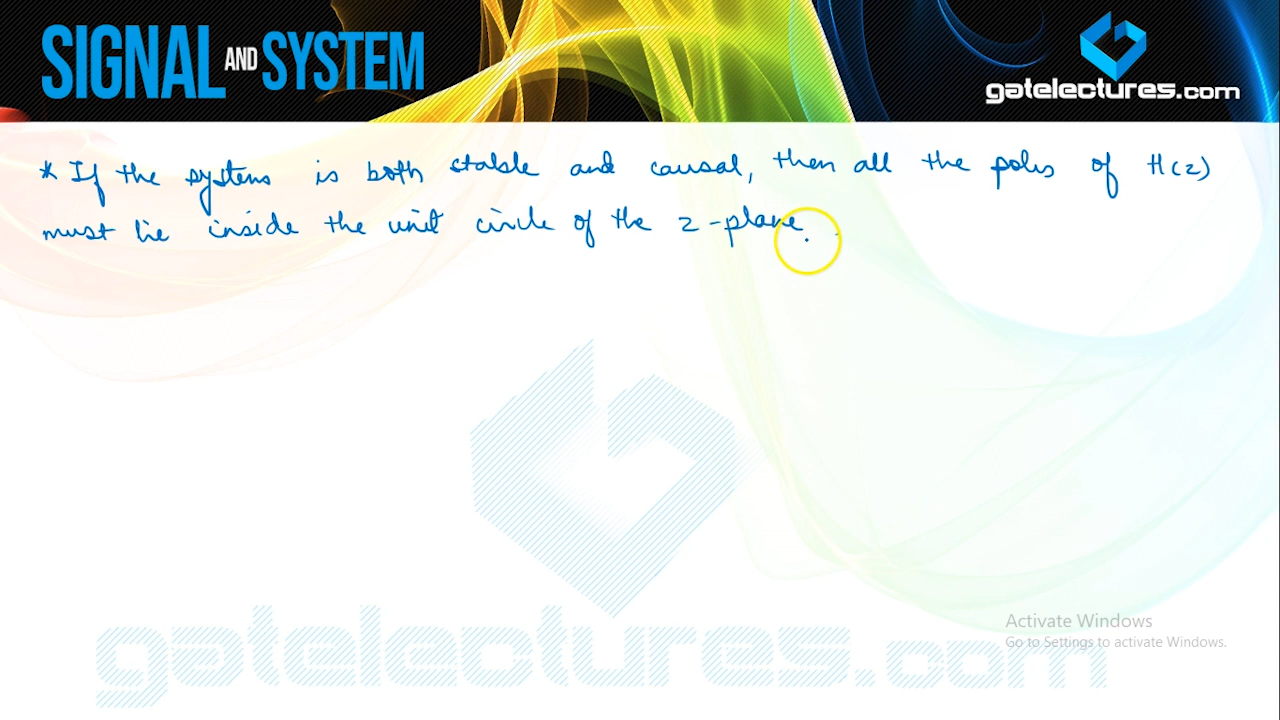 SIGNAL AND SYSTEM
gatelectures.com
* If the systems is both stable and causal, then all the poles of H(z)
must lie inside the unit circle of the z-plane.
gatelectures.com
Activate Windows
Go to Settings to activate Windows.